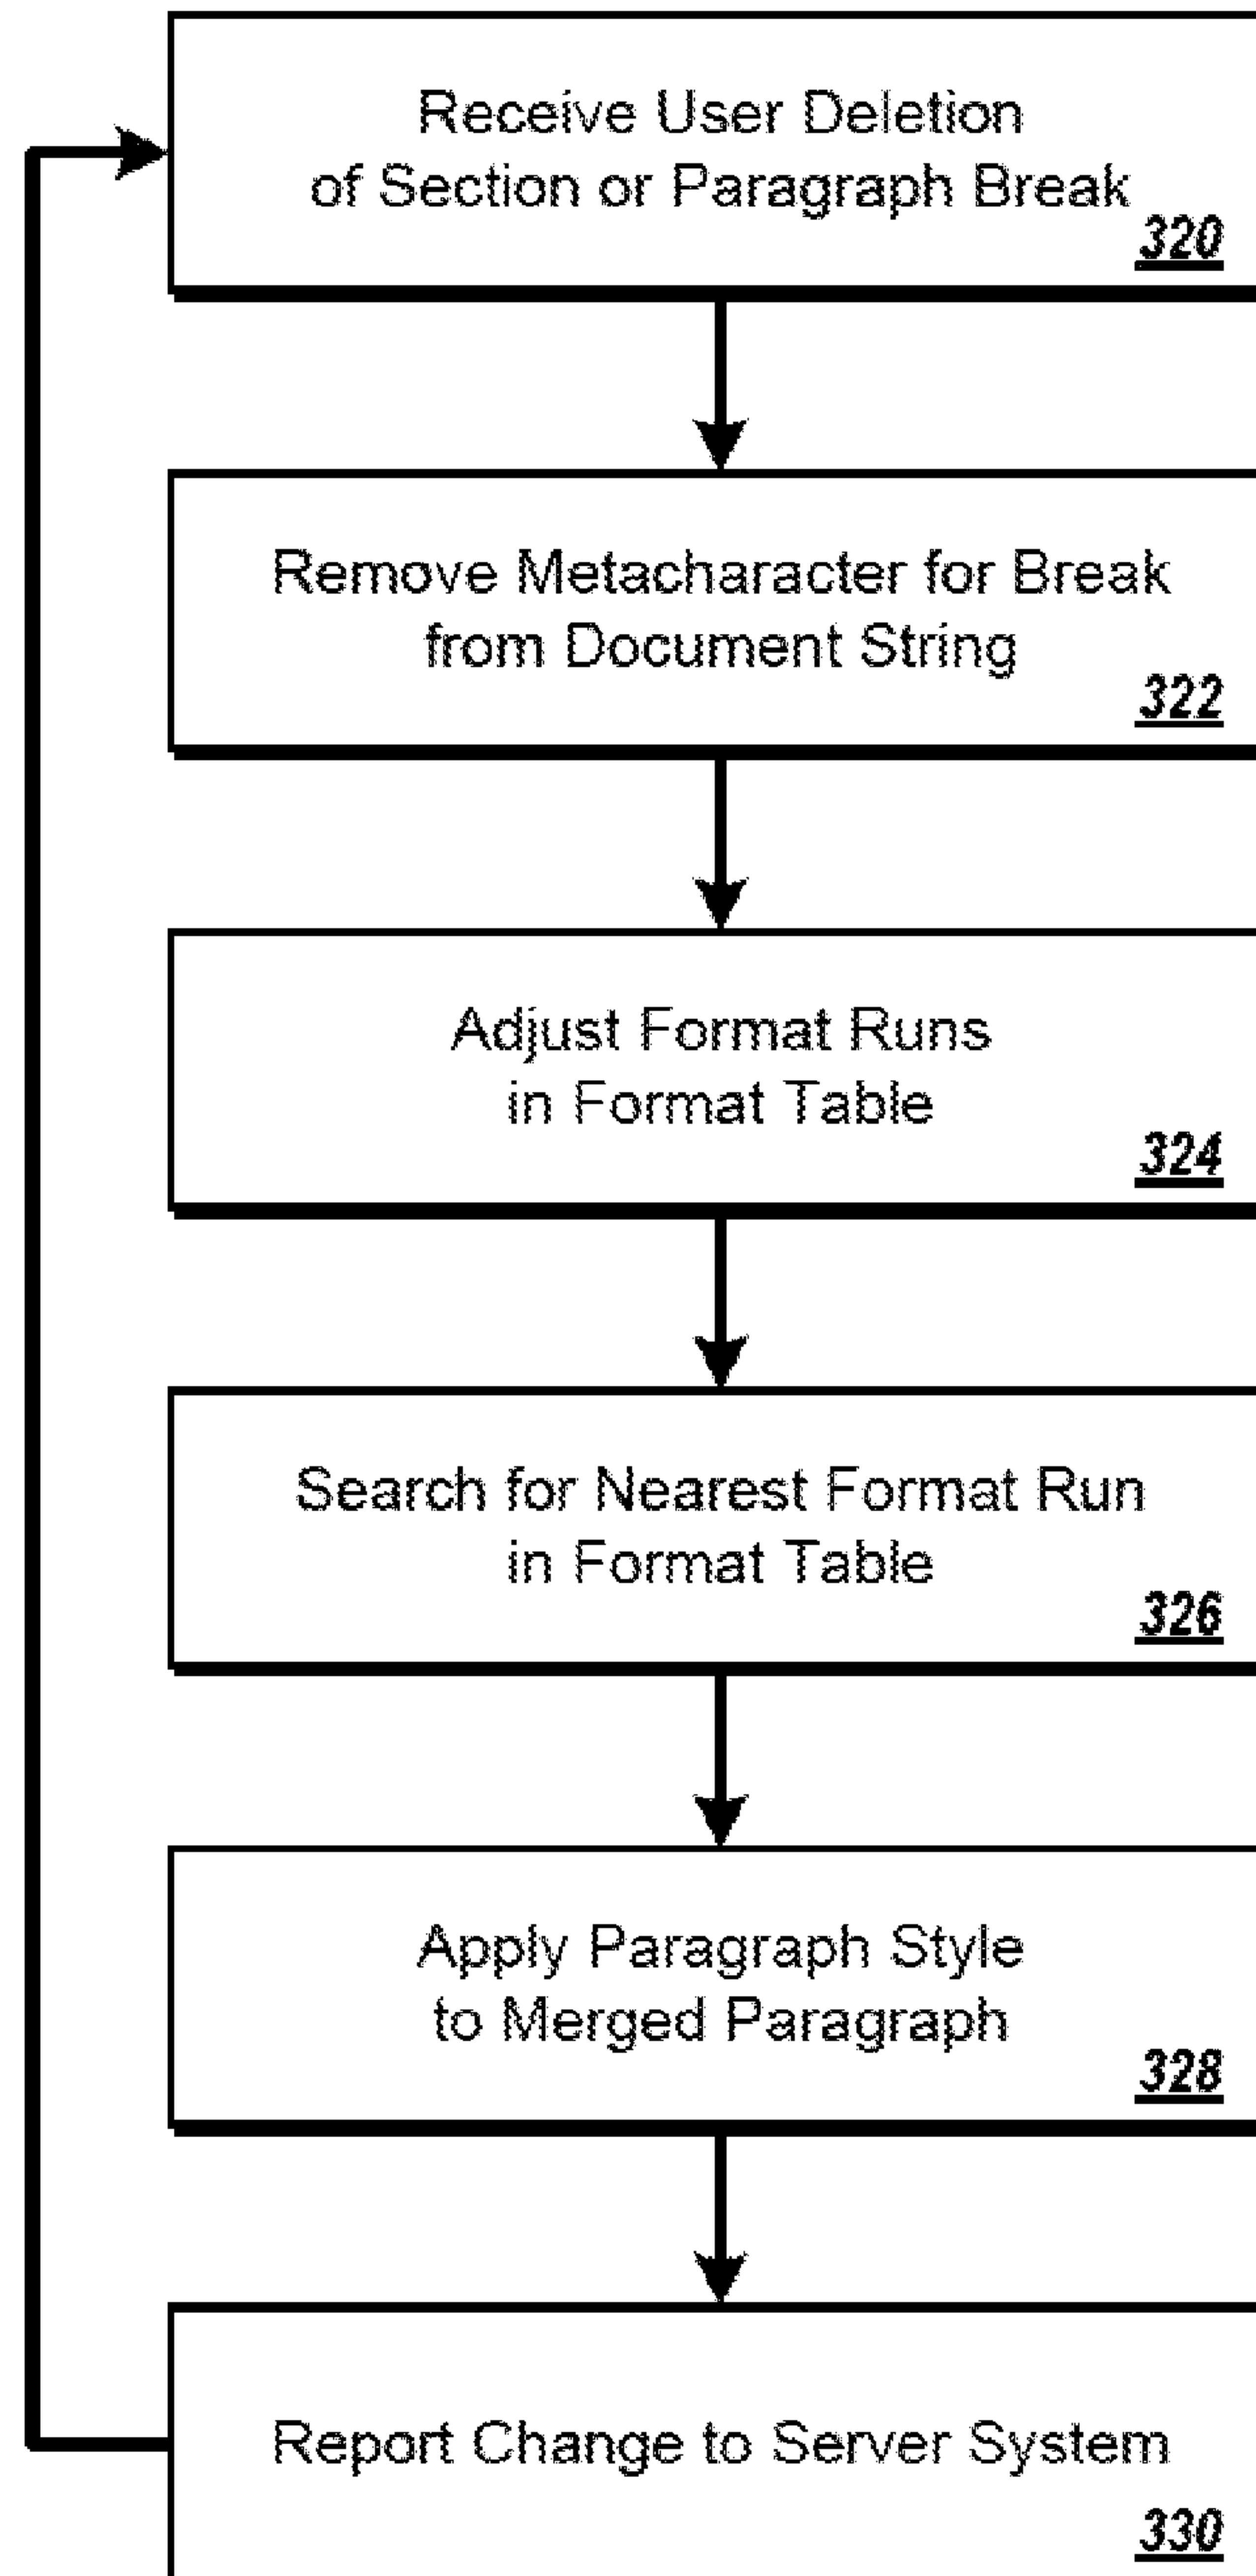 Receive User Deletion
of Section or Paragraph Break
320
Remove Metacharacter for Break
from Document String
322
Adjust Format Runs
in Format Table
324
Search for Nearest Format Run
in Format Table
326
Apply Paragraph Style
to Merged Paragraph
328
Report Change to Server System
330